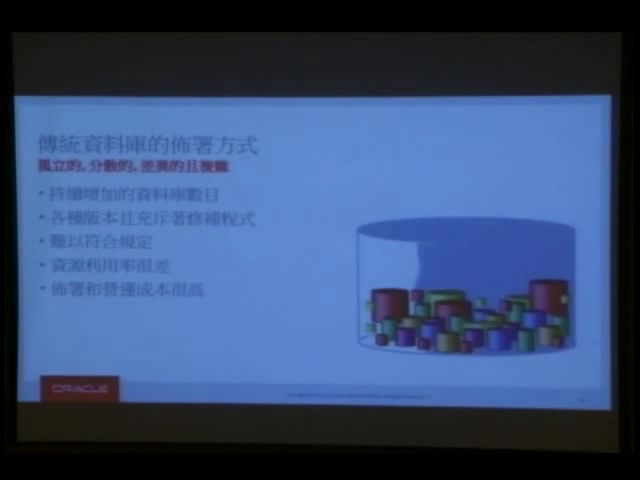 傳統資料庫的佈署方式
孤立的, 分散的, 差異的且複雜
• 持續增加的資料庫數目
• 各種版本且充斥著修補程式
• 難以符合規定
• 資源利用率很差
• 佈署和營運成本很高
ORACLE